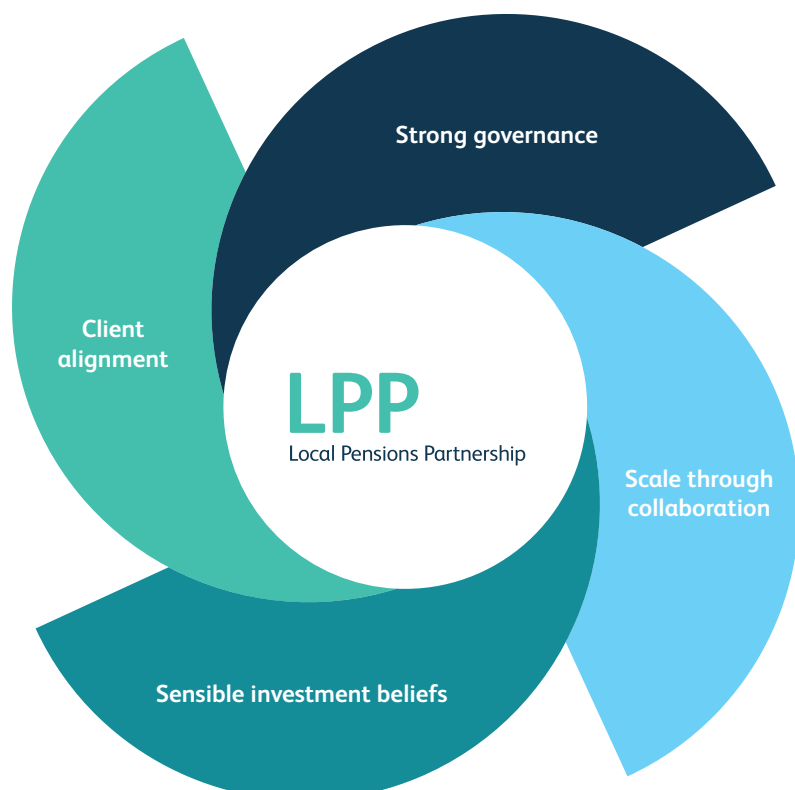 Strong governance
Client
alignment
LPP
Local Pensions Partnership
Scale through
collaboration
Sensible investment beliefs